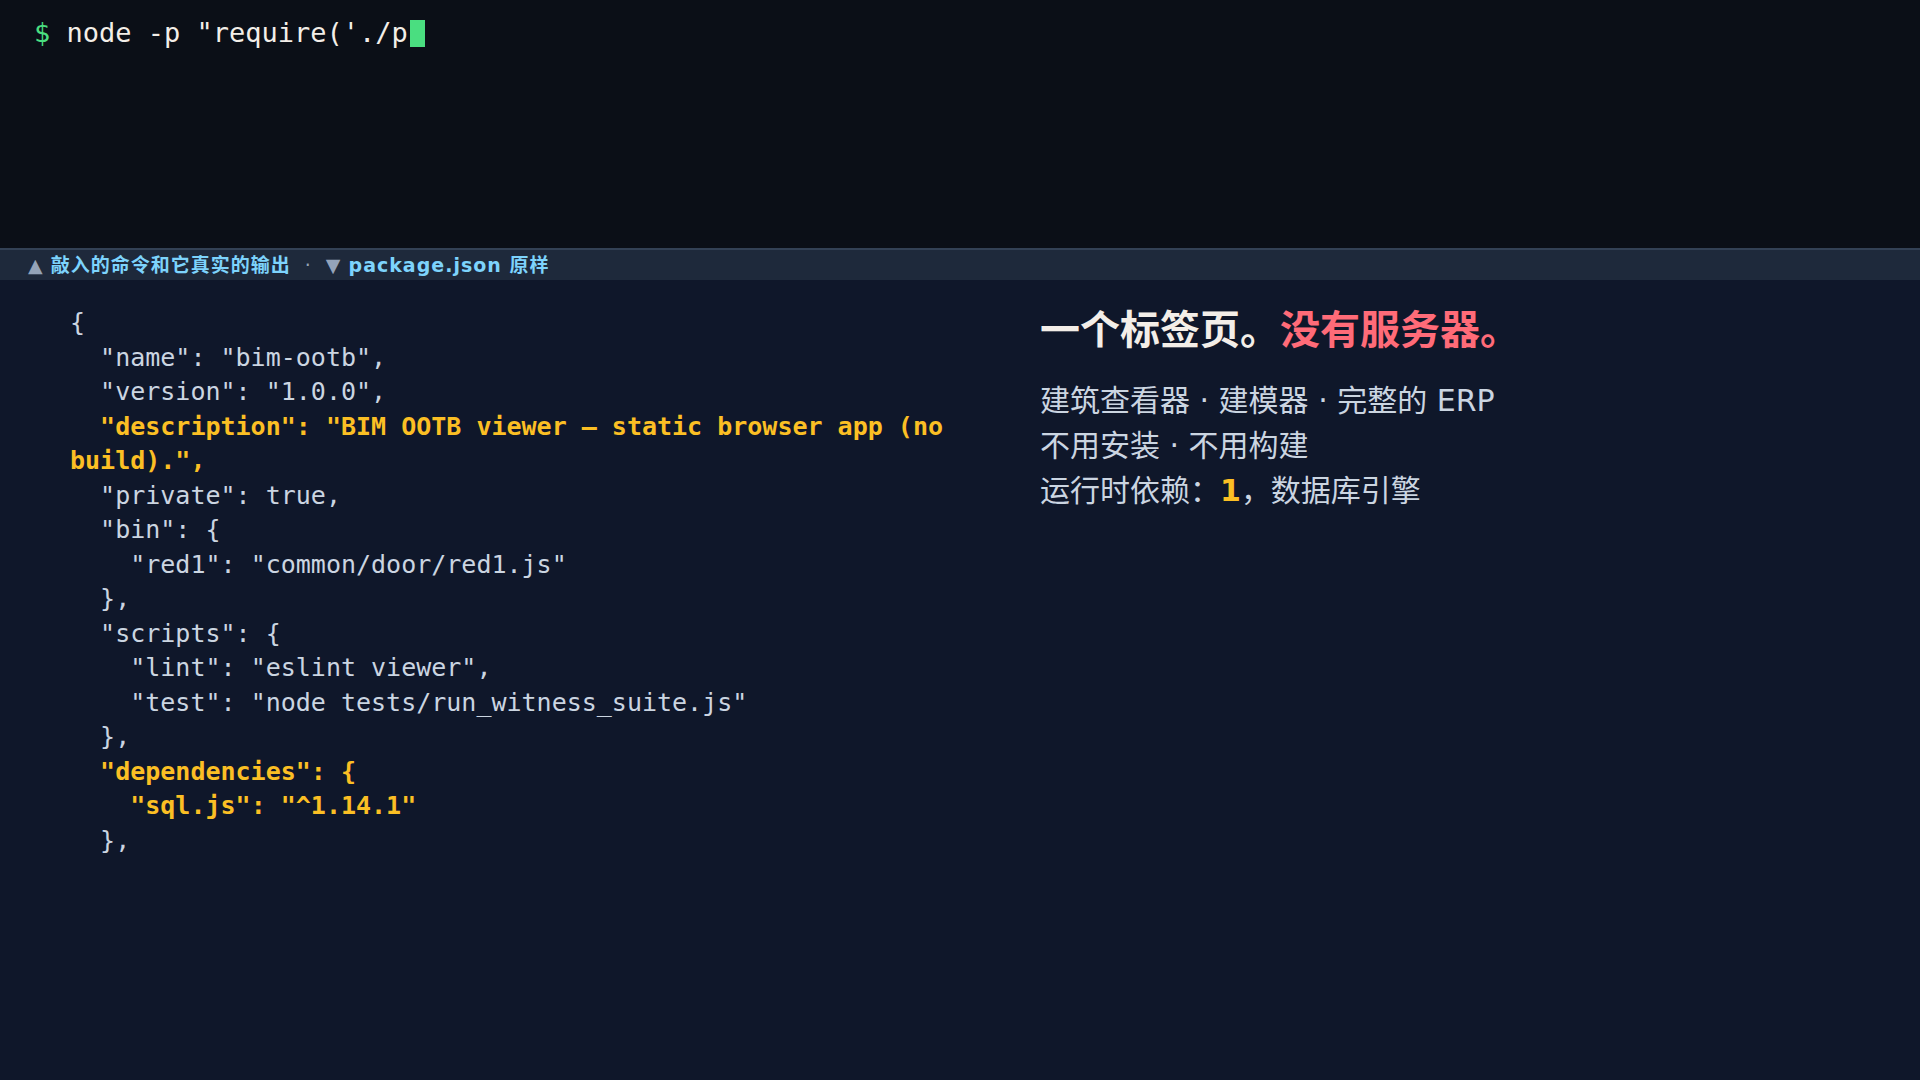 $ node -p "require('./p
▲ 敲入的命令和它真实的输出 · ▼ package.json 原样
{
"name": "bim-ootb",
"version": "1.0.0",
"description": "BIM OOTB viewer — static browser app (no
build).",
"private": true,
"bin": {
"red1": "common/door/red1.js"
},
"scripts": {
"lint": "eslint viewer",
"test": "node tests/run_witness_suite.js"
},
"dependencies": {
"sql.js": "^1.14.1"
},
一个标签页。没有服务器。
建筑查看器 · 建模器 · 完整的 ERP
不用安装 · 不用构建
运行时依赖：1，数据库引擎